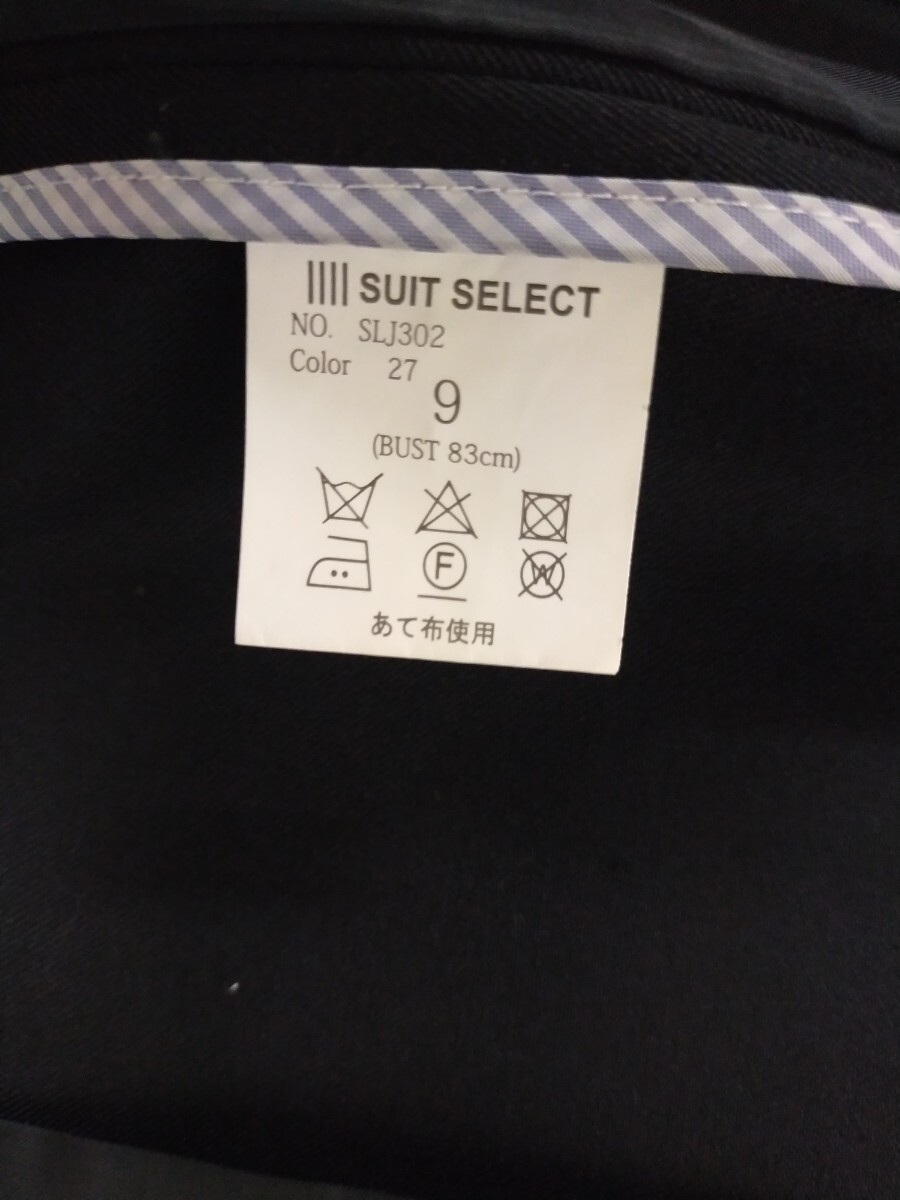 SUIT SELECT
NO. SLJ302
Color 27
9
(BUST 83cm)
F
W
あて布使用